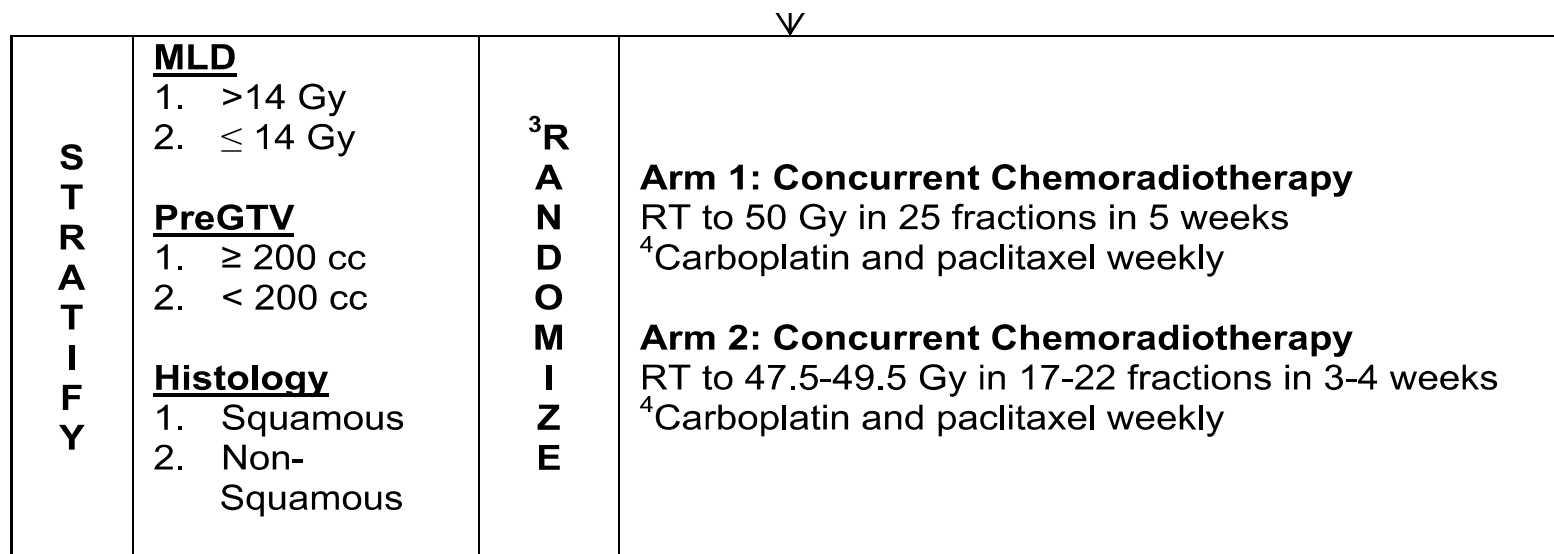 STRATIFY
MLD
1. >14 Gy
2. ≤ 14 Gy
PreGTV
1. ≥ 200 cc
2. < 200 cc
Histology
1. Squamous
2. Non-
Squamous
³RANDOMIZE
Arm 1: Concurrent Chemoradiotherapy
RT to 50 Gy in 25 fractions in 5 weeks
⁴Carboplatin and paclitaxel weekly
Arm 2: Concurrent Chemoradiotherapy
RT to 47.5-49.5 Gy in 17-22 fractions in 3-4 weeks
⁴Carboplatin and paclitaxel weekly